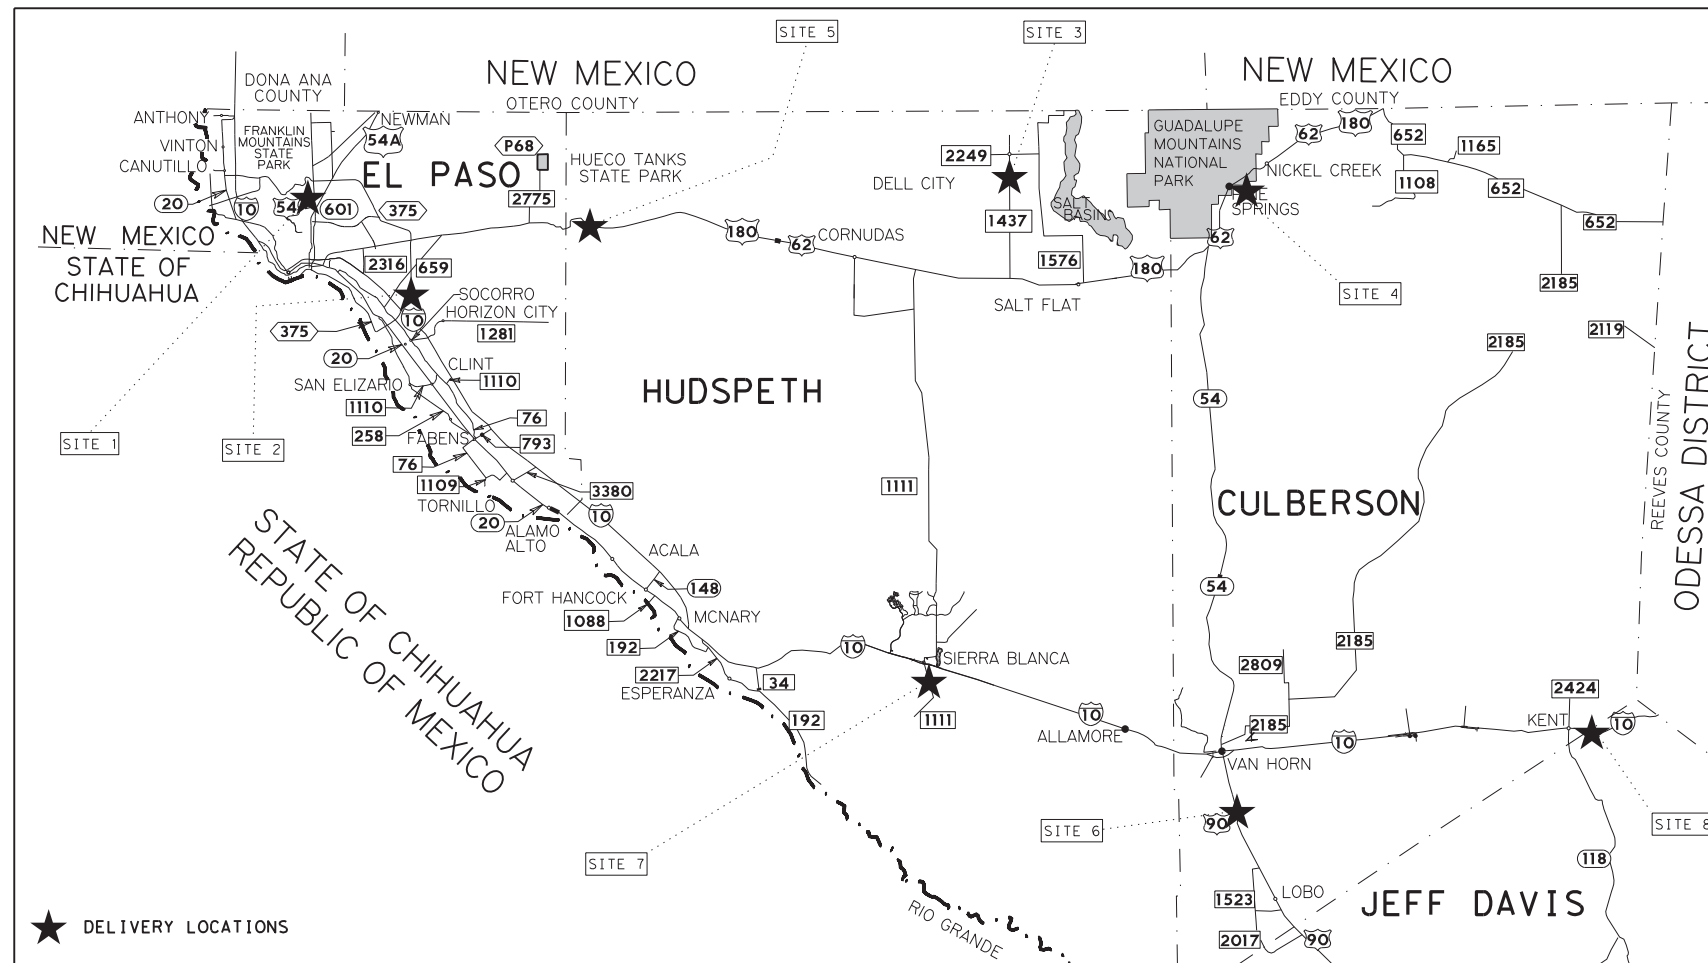 SITE 5
SITE 3
NEW MEXICO
OTERO COUNTY
NEW MEXICO
EDDY COUNTY
DONA ANA
COUNTY
ANTHONY
NEWMAN
VINTON
CANUTILLO
FRANKLIN
MOUNTAINS
STATE
PARK
54A
EL PASO
P68
HUECO TANKS
STATE PARK
2775
2249
DELL CITY
GUADALUPE
MOUNTAINS
NATIONAL
PARK
62
180
652
1165
NICKEL CREEK
1108
652
652
20
10
601
375
SPRINGS
SALT
BASIN
1437
1576
180
62
CORNUDAS
180
62
SALT FLAT
SITE 4
2185
2119
NEW MEXICO
STATE OF
CHIHUAHUA
2316
659
SOCORRO
HORIZON CITY
10
1281
375
20
CLINT
1110
SAN ELIZARIO
1110
258
FABENS
76
793
76
1109
TORNILLO
3380
20
ALAMO
ALTO
10
SITE 1
SITE 2
HUDSPETH
1111
54
2185
CULBERSON
REEVES COUNTY
ODESSA DISTRICT
STATE OF CHIHUAHUA
REPUBLIC OF MEXICO
ACALA
148
FORT HANCOCK
1088
MCNARY
192
2217
ESPERANZA
34
192
10
SIERRA BLANCA
1111
54
2185
2809
2185
10
ALLAMORE
VAN HORN
10
KENT
2424
10
SITE 6
90
SITE 8
SITE 7
118
1523
LOBO
2017
90
JEFF DAVIS
RIO GRANDE
DELIVERY LOCATIONS